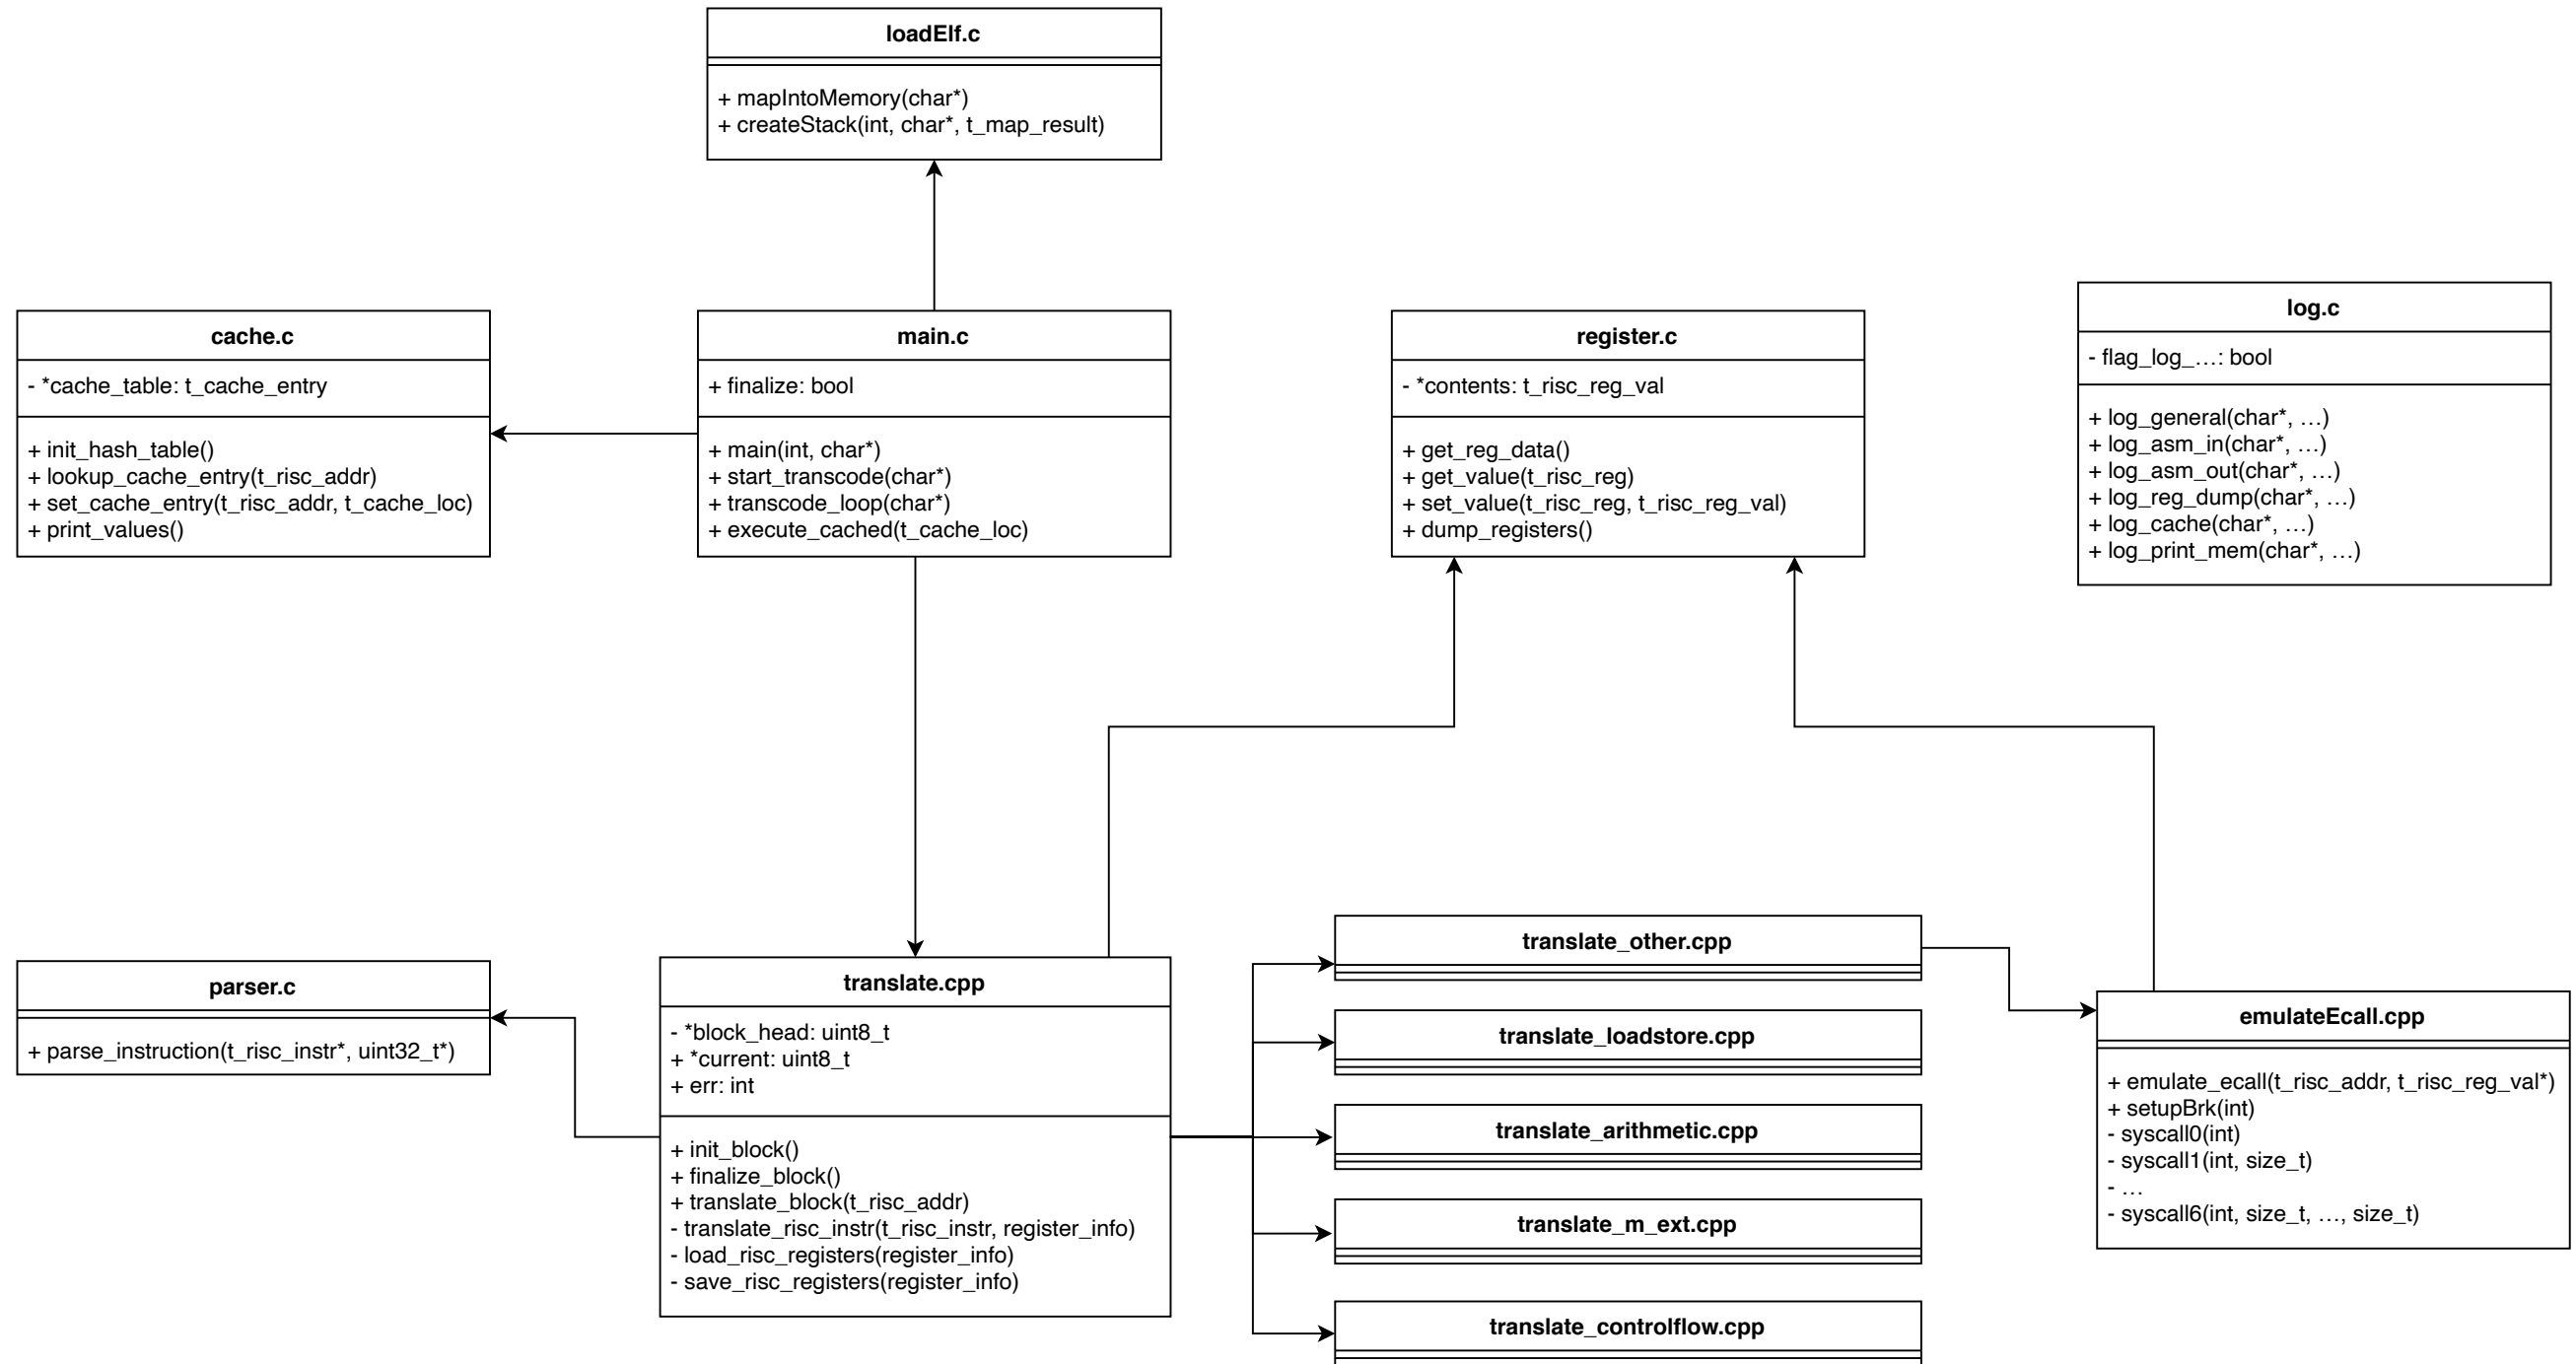 loadElf.c
+ mapIntoMemory(char*)
+ createStack(int, char*, t_map_result)
cache.c
- *cache_table: t_cache_entry
+ init_hash_table()
+ lookup_cache_entry(t_risc_addr)
+ set_cache_entry(t_risc_addr, t_cache_loc)
+ print_values()
main.c
+ finalize: bool
+ main(int, char*)
+ start_transcode(char*)
+ transcode_loop(char*)
+ execute_cached(t_cache_loc)
register.c
- *contents: t_risc_reg_val
+ get_reg_data()
+ get_value(t_risc_reg)
+ set_value(t_risc_reg, t_risc_reg_val)
+ dump_registers()
log.c
- flag_log_…: bool
+ log_general(char*, …)
+ log_asm_in(char*, …)
+ log_asm_out(char*, …)
+ log_reg_dump(char*, …)
+ log_cache(char*, …)
+ log_print_mem(char*, …)
parser.c
+ parse_instruction(t_risc_instr*, uint32_t*)
translate.cpp
- *block_head: uint8_t
+ *current: uint8_t
+ err: int
+ init_block()
+ finalize_block()
+ translate_block(t_risc_addr)
- translate_risc_instr(t_risc_instr, register_info)
- load_risc_registers(register_info)
- save_risc_registers(register_info)
translate_other.cpp
translate_loadstore.cpp
translate_arithmetic.cpp
translate_m_ext.cpp
translate_controlflow.cpp
emulateEcall.cpp
+ emulate_ecall(t_risc_addr, t_risc_reg_val*)
+ setupBrk(int)
- syscall0(int)
- syscall1(int, size_t)
- …
- syscall6(int, size_t, …, size_t)